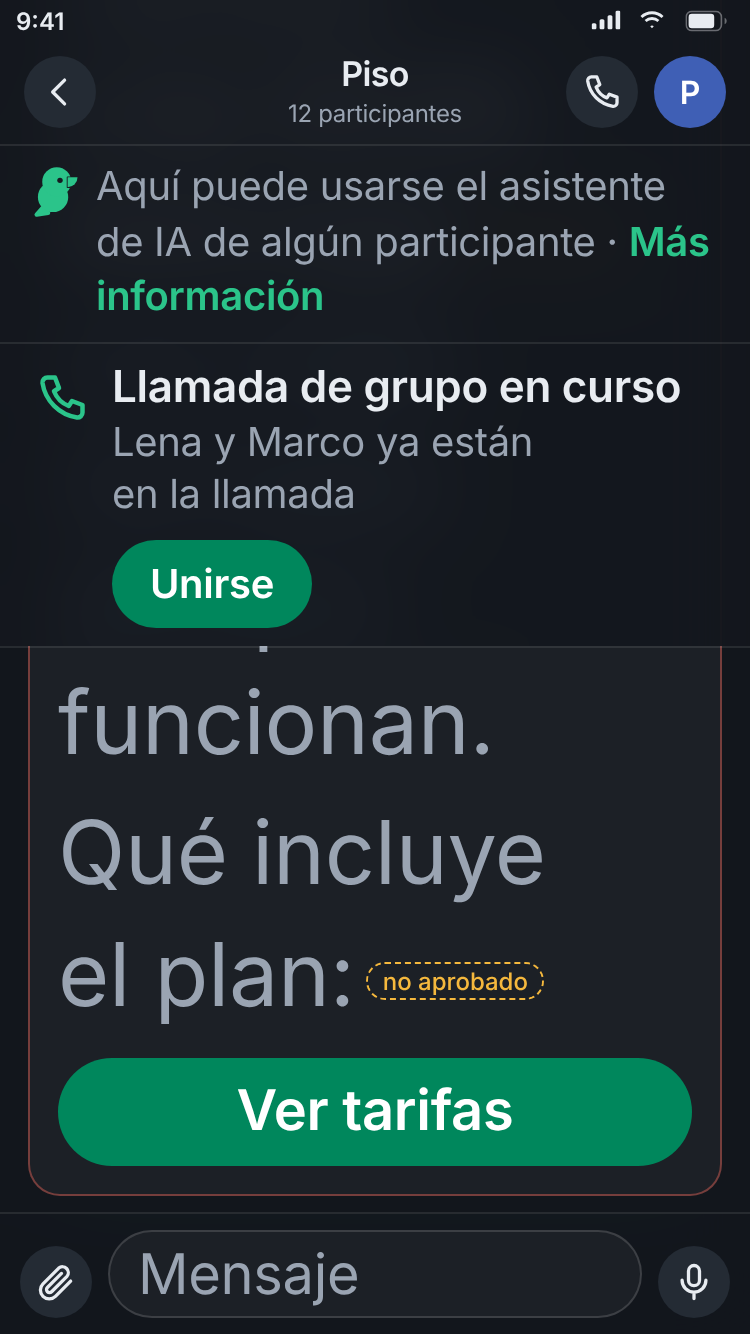 9:41
Piso
12 participantes
P
Aquí puede usarse el asistente
de IA de algún participante · Más
información
Llamada de grupo en curso
Lena y Marco ya están
en la llamada
Unirse
funcionan.
Qué incluye
el plan: no aprobado
Ver tarifas
Mensaje